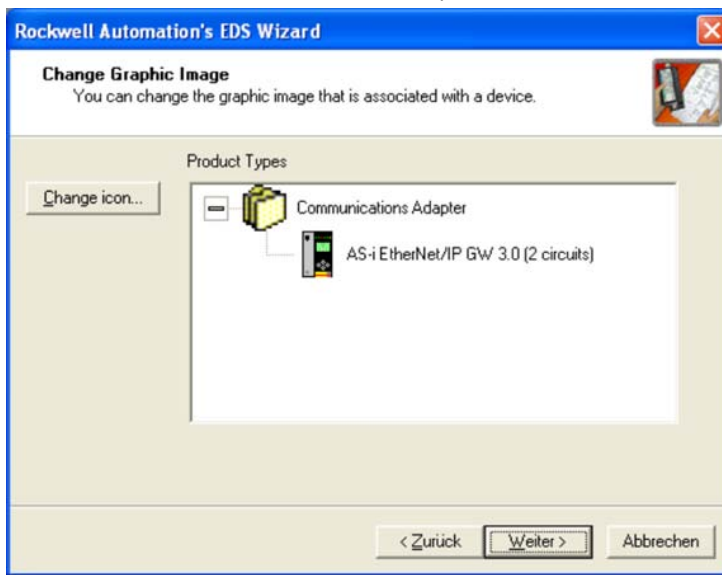 Rockwell Automation's EDS Wizard
Change Graphic Image
You can change the graphic image that is associated with a device.
Product Types
Change icon...
Communications Adapter
AS-i EtherNet/IP GW 3.0 (2 circuits)
< Zurück
Weiter >
Abbrechen